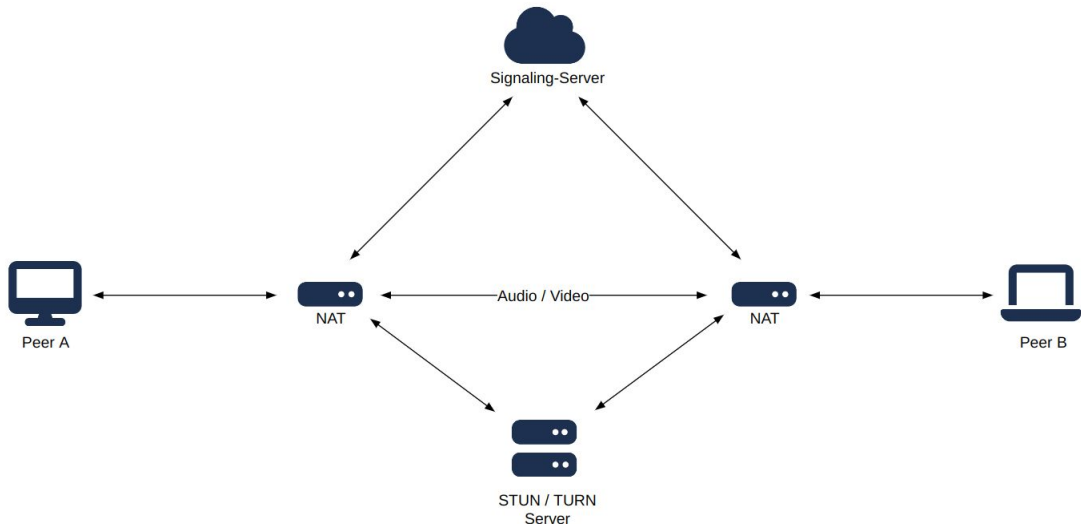 Signaling-Server
Audio / Video
NAT
NAT
Peer A
Peer B
STUN / TURN
Server